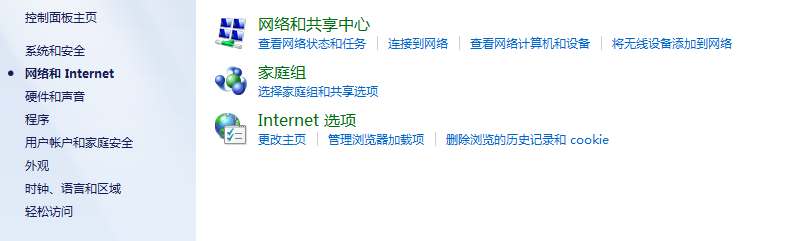 控制面板主页
系统和安全
网络和 Internet
硬件和声音
程序
用户帐户和家庭安全
外观
时钟、语言和区域
轻松访问
网络和共享中心
查看网络状态和任务 连接到网络 查看网络计算机和设备 将无线设备添加到网络
家庭组
选择家庭组和共享选项
Internet 选项
更改主页 管理浏览器加载项 删除浏览的历史记录和 cookie